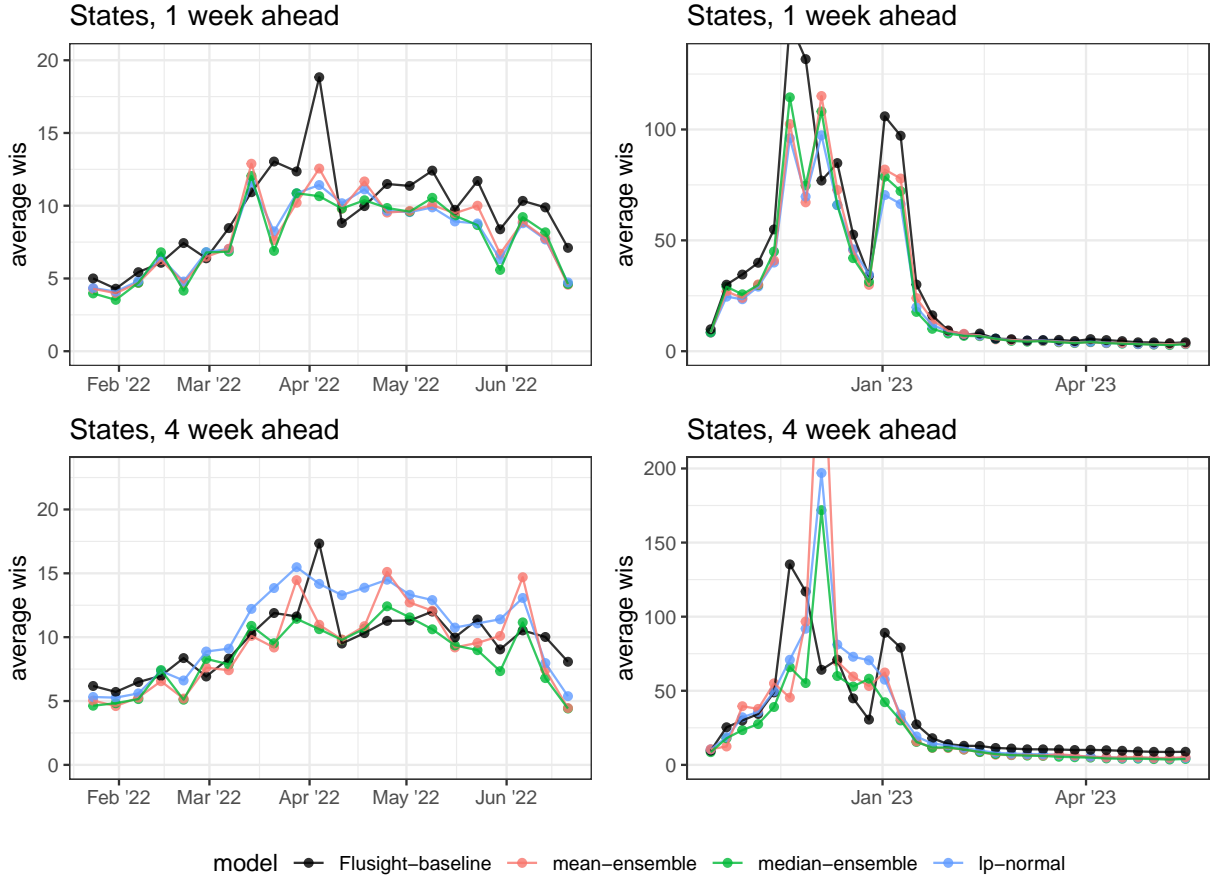 States, 1 week ahead
States, 1 week ahead
average wis
20
15
10
5
0
Feb '22
Mar '22
Apr '22
May '22
Jun '22
average wis
100
50
0
Jan '23
Apr '23
States, 4 week ahead
States, 4 week ahead
average wis
20
15
10
5
0
Feb '22
Mar '22
Apr '22
May '22
Jun '22
average wis
200
150
100
50
0
Jan '23
Apr '23
model Flusight−baseline mean−ensemble median−ensemble lp−normal